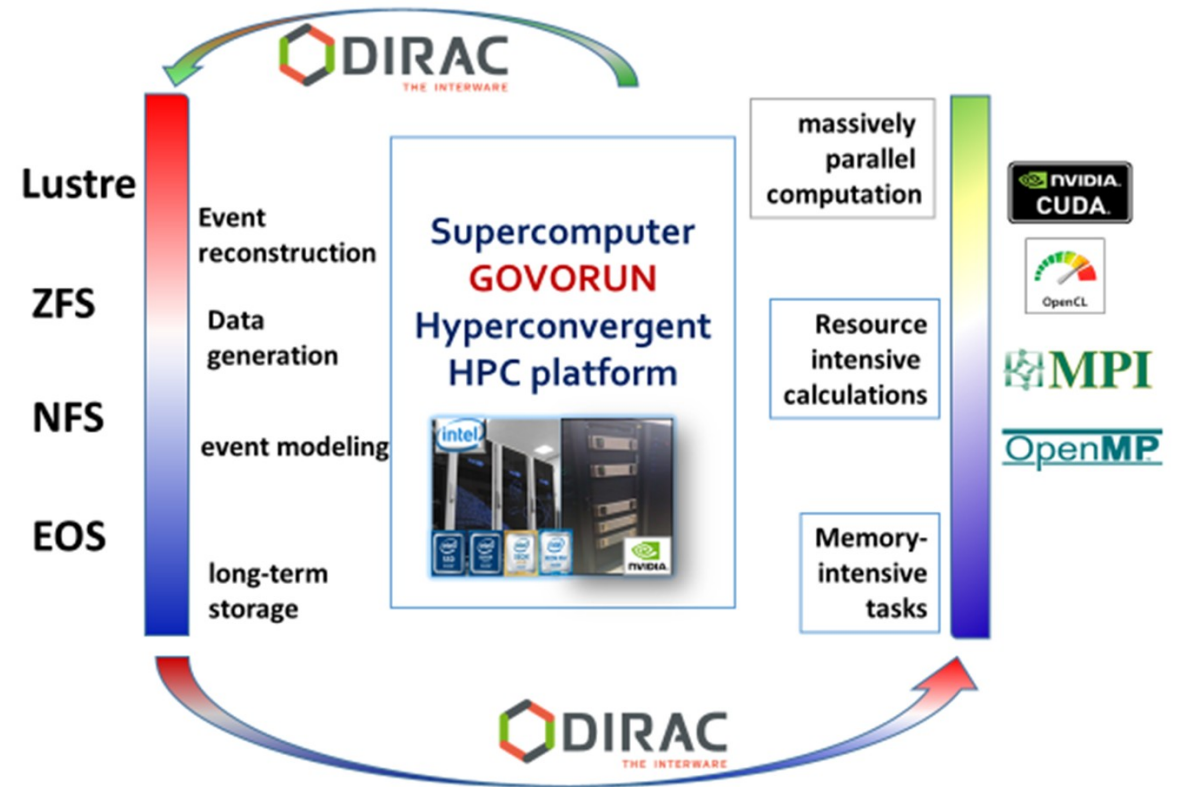 DIRAC
THE INTERWARE
Lustre
ZFS
NFS
EOS
Event
reconstruction
Data
generation
event modeling
long-term
storage
Supercomputer
GOVORUN
Hyperconvergent
HPC platform
intel
NVIDIA.
massively
parallel
computation
Resource
intensive
calculations
Memory-
intensive
tasks
NVIDIA.
CUDA.
OpenCL
MPI
OpenMP
DIRAC
THE INTERWARE